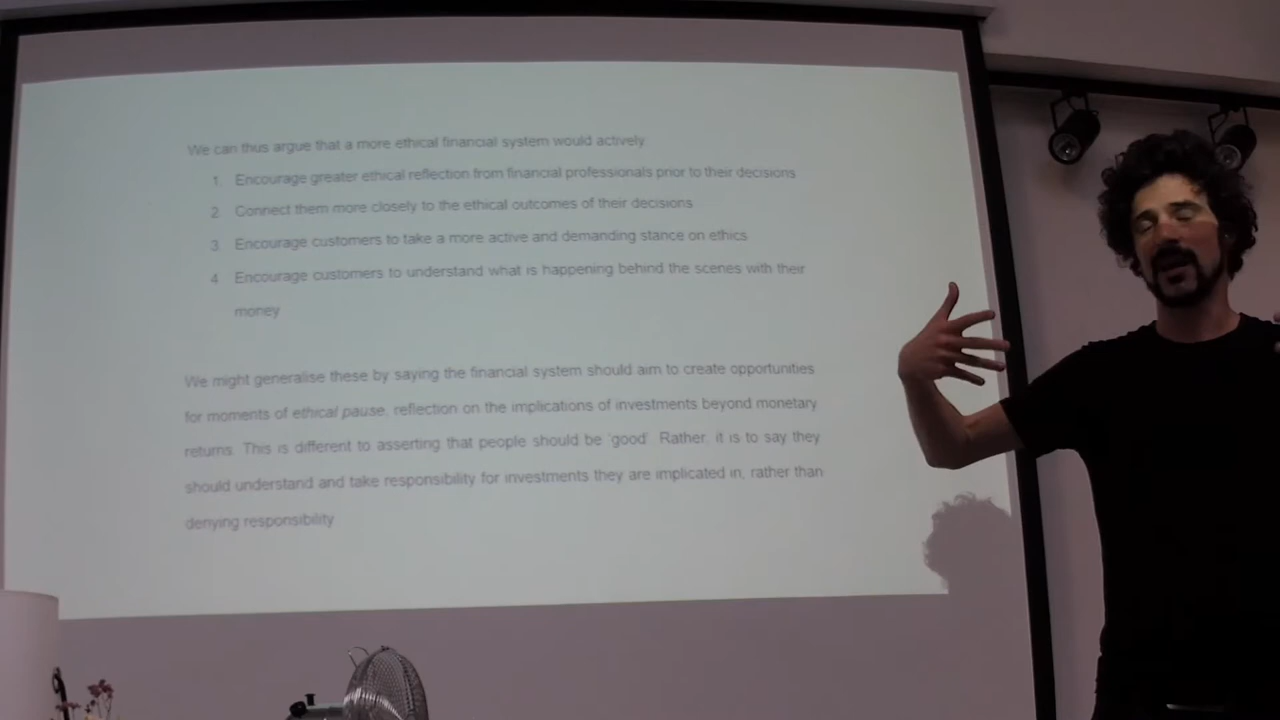 We can thus argue that a more ethical financial system would actively
1. Encourage greater ethical reflection from financial professionals prior to their decisions
2. Connect them more closely to the ethical outcomes of their decisions
3. Encourage customers to take a more active and demanding stance on ethics
4. Encourage customers to understand what is happening behind the scenes with their
money
We might generalise these by saying the financial system should aim to create opportunities
for moments of ethical pause, reflection on the implications of investments beyond monetary
returns. This is different to asserting that people should be 'good'. Rather, it is to say they
should understand and take responsibility for investments they are implicated in, rather than
denying responsibility